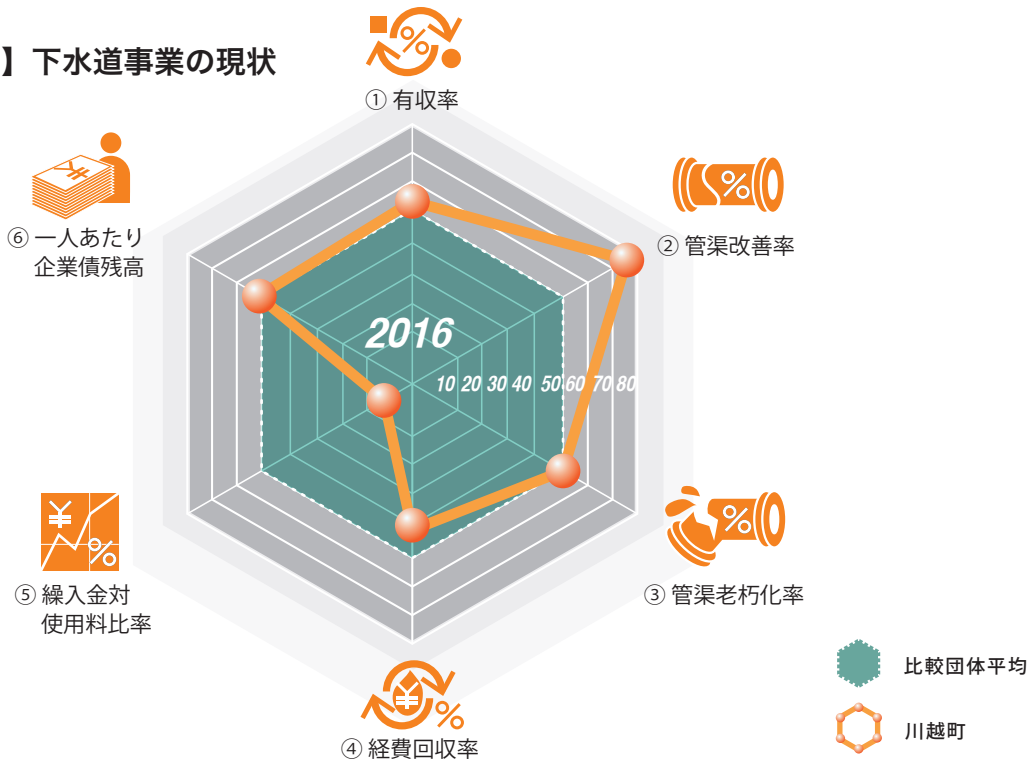 】下水道事業の現状
① 有収率
② 管渠改善率
③ 管渠老朽化率
④ 経費回収率
⑤ 繰入金対
使用料比率
⑥ 一人あたり
企業債残高
2016
10 20 30 40 50 60 70 80
比較団体平均
川越町